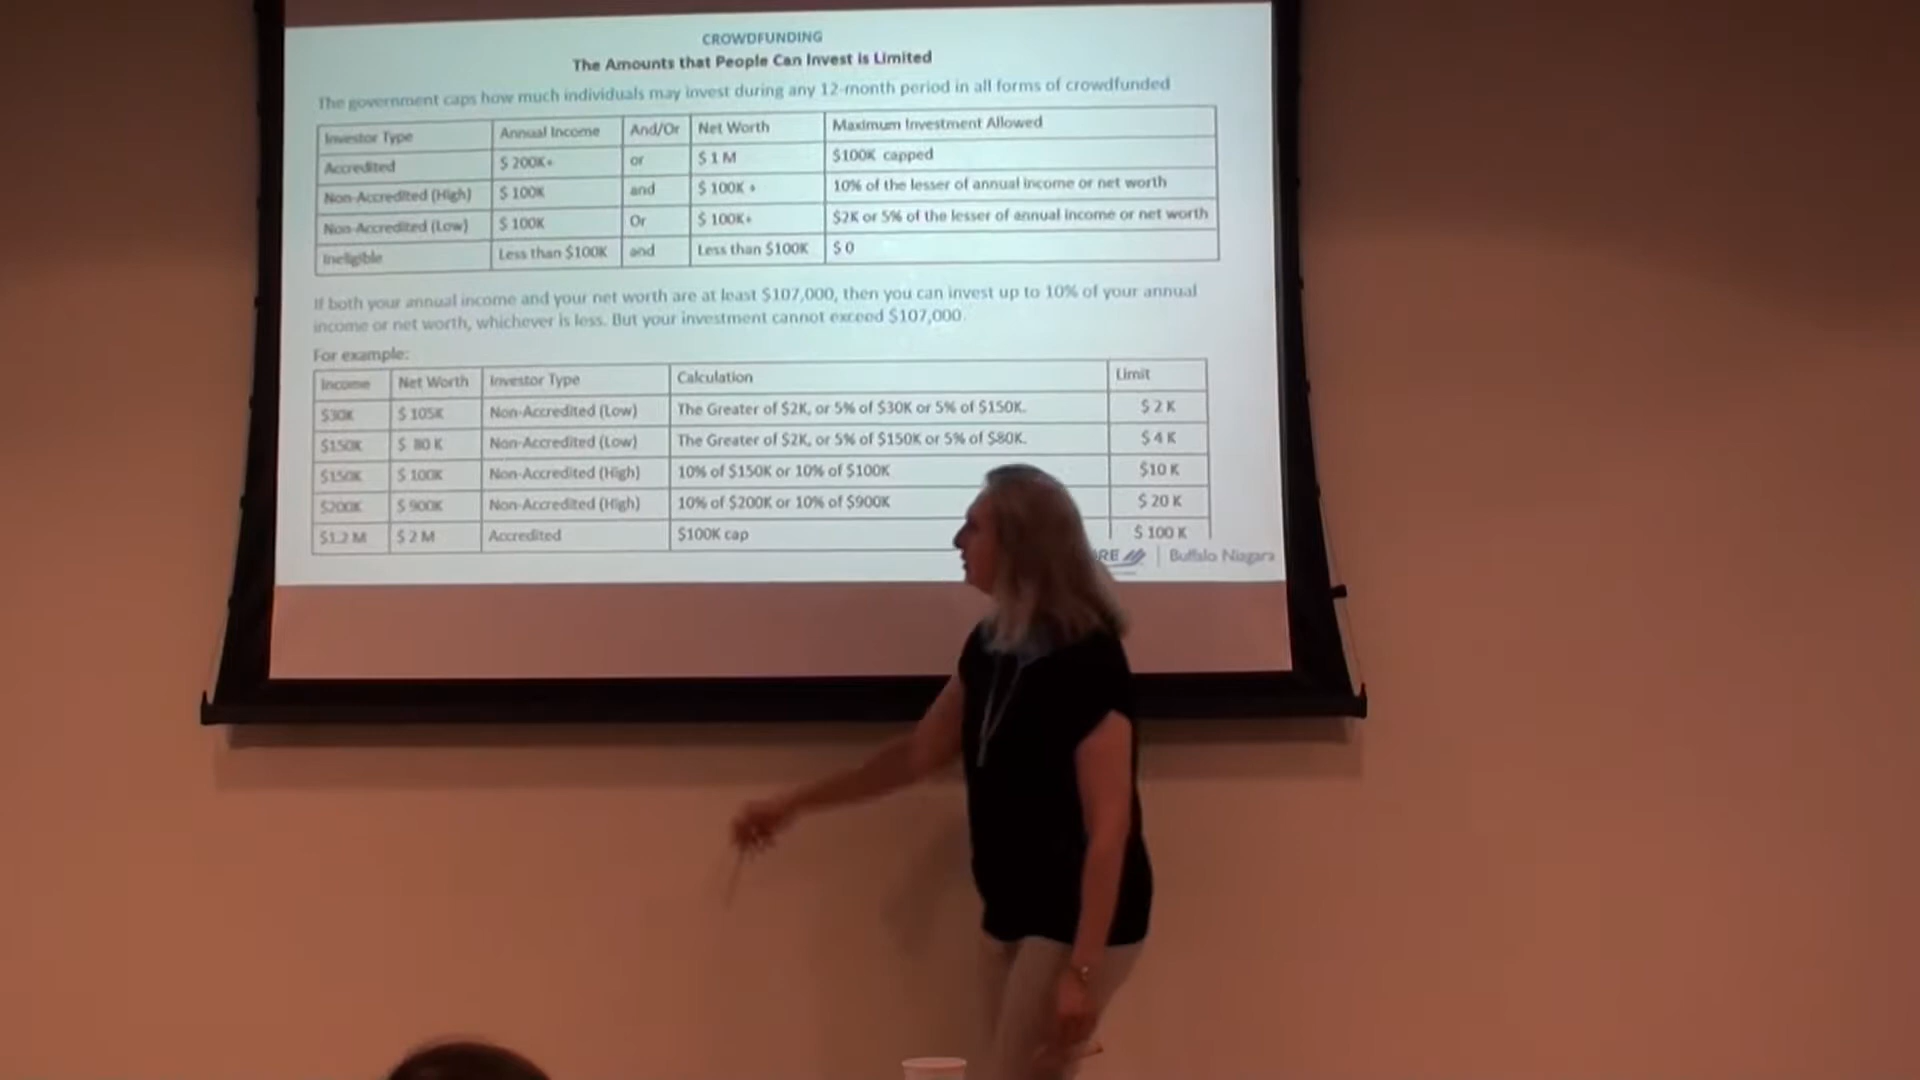 CROWDFUNDING
The Amounts that People Can Invest is Limited
The government caps how much individuals may invest during any 12-month period in all forms of crowdfunded
Investor Type Annual Income And/Or Net Worth Maximum Investment Allowed
Accredited $ 200K+ or $ 1 M $100K capped
Non-Accredited (High) $ 100K and $ 100K + 10% of the lesser of annual income or net worth
Non-Accredited (Low) $ 100K Or $ 100K+ $2K or 5% of the lesser of annual income or net worth
Ineligible Less than $100K and Less than $100K $ 0
If both your annual income and your net worth are at least $107,000, then you can invest up to 10% of your annual
income or net worth, whichever is less. But your investment cannot exceed $107,000.
For example:
Income Net Worth Investor Type Calculation Limit
$30K $ 105K Non-Accredited (Low) The Greater of $2K, or 5% of $30K or 5% of $150K. $ 2 K
$150K $ 80 K Non-Accredited (Low) The Greater of $2K, or 5% of $150K or 5% of $80K. $ 4 K
$150K $ 100K Non-Accredited (High) 10% of $150K or 10% of $100K $10 K
$200K $ 900K Non-Accredited (High) 10% of $200K or 10% of $900K $ 20 K
$1.2 M $ 2 M Accredited $100K cap $ 100 K
RE Buffalo Niagara